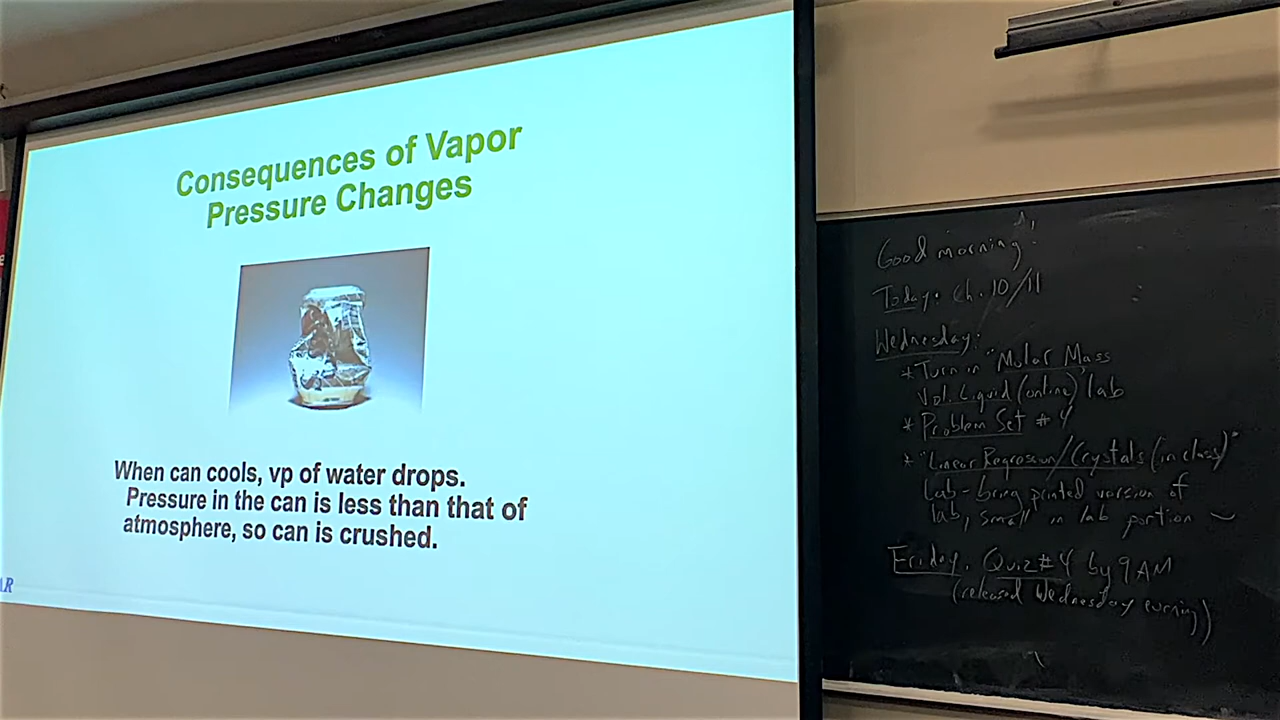 Consequences of Vapor
Pressure Changes
When can cools, vp of water drops.
Pressure in the can is less than that of
atmosphere, so can is crushed.
AR
Good morning!
Today: Ch. 10/11
Wednesday:
* Turn in "Molar Mass
Vol. Liquid (online)" lab
* Problem Set #4
* "Linear Regression/Crystals (in class)"
Lab - bring printed version of
lab, small in lab portion
Friday. Quiz #4 by 9AM
(released Wednesday evening)